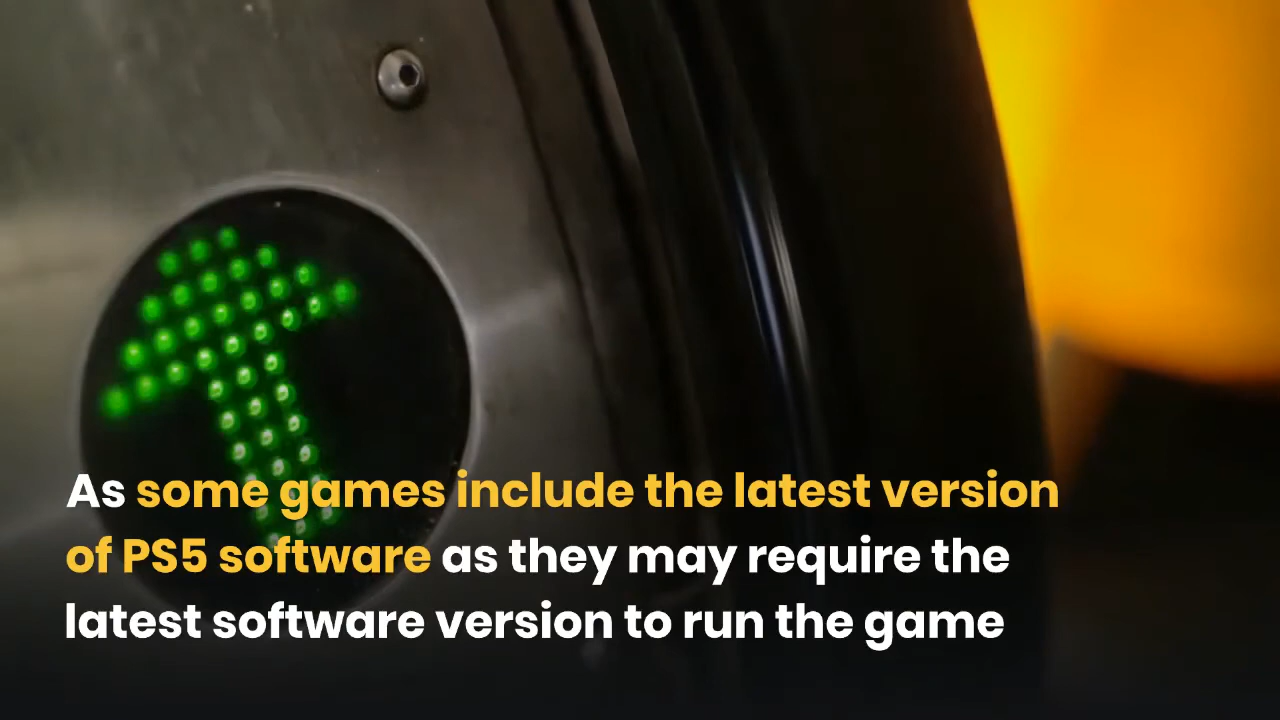 As some games include the latest version
of PS5 software as they may require the
latest software version to run the game